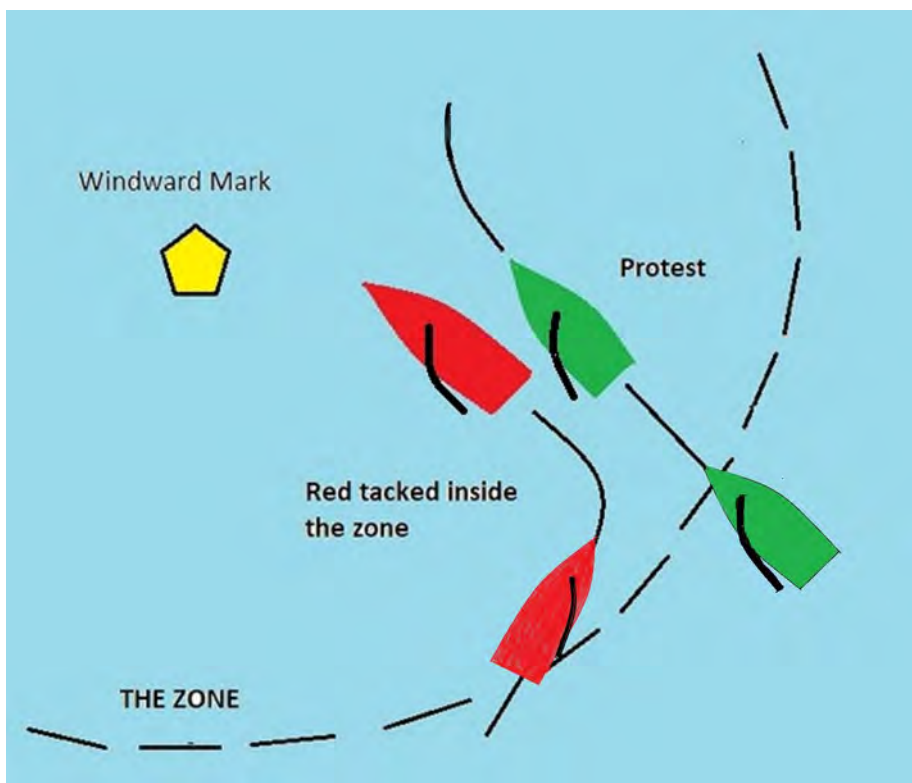 Windward Mark
Protest
Red tacked inside
the zone
THE ZONE